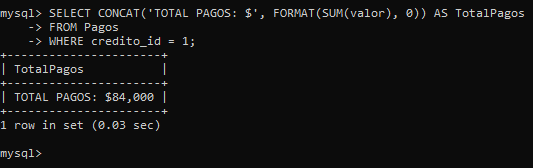 mysql> SELECT CONCAT('TOTAL PAGOS: $', FORMAT(SUM(valor), 0)) AS TotalPagos
    -> FROM Pagos
    -> WHERE credito_id = 1;
+----------------------+
| TotalPagos           |
+----------------------+
| TOTAL PAGOS: $84,000 |
+----------------------+
1 row in set (0.03 sec)
mysql>